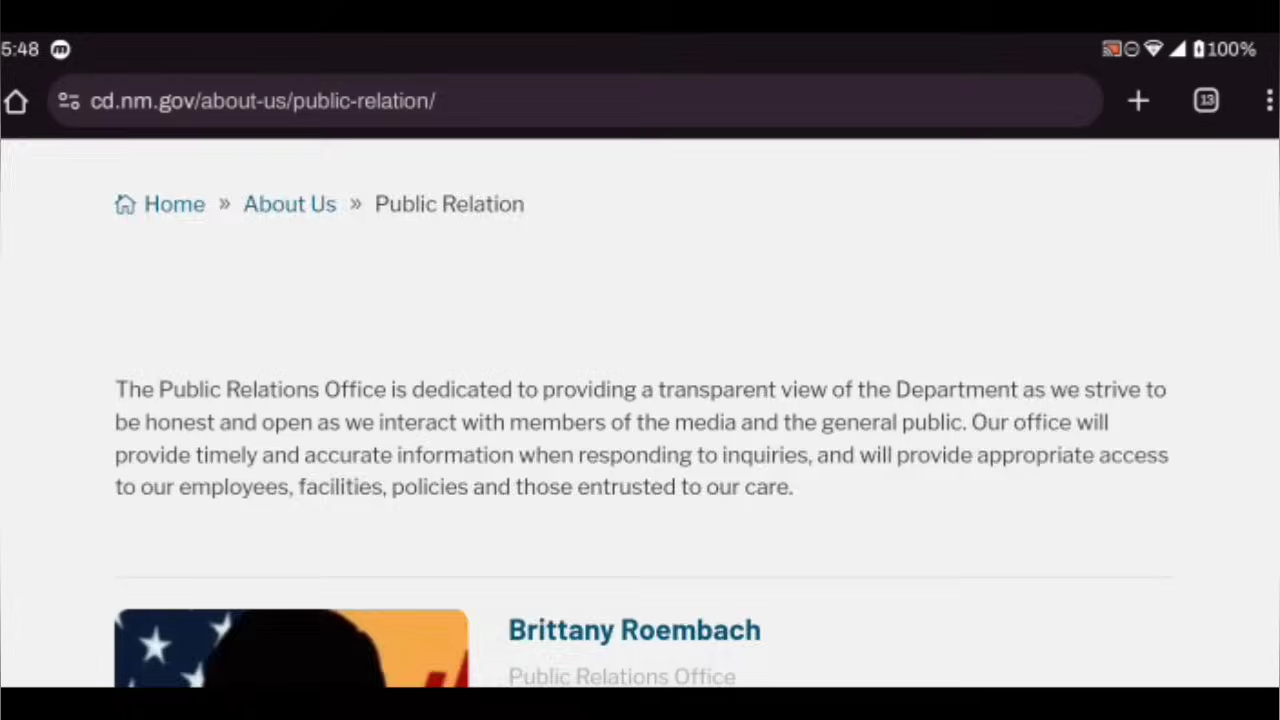 5:48
100%
cd.nm.gov/about-us/public-relation/
13
Home » About Us » Public Relation
The Public Relations Office is dedicated to providing a transparent view of the Department as we strive to
be honest and open as we interact with members of the media and the general public. Our office will
provide timely and accurate information when responding to inquiries, and will provide appropriate access
to our employees, facilities, policies and those entrusted to our care.
Brittany Roembach
Public Relations Office